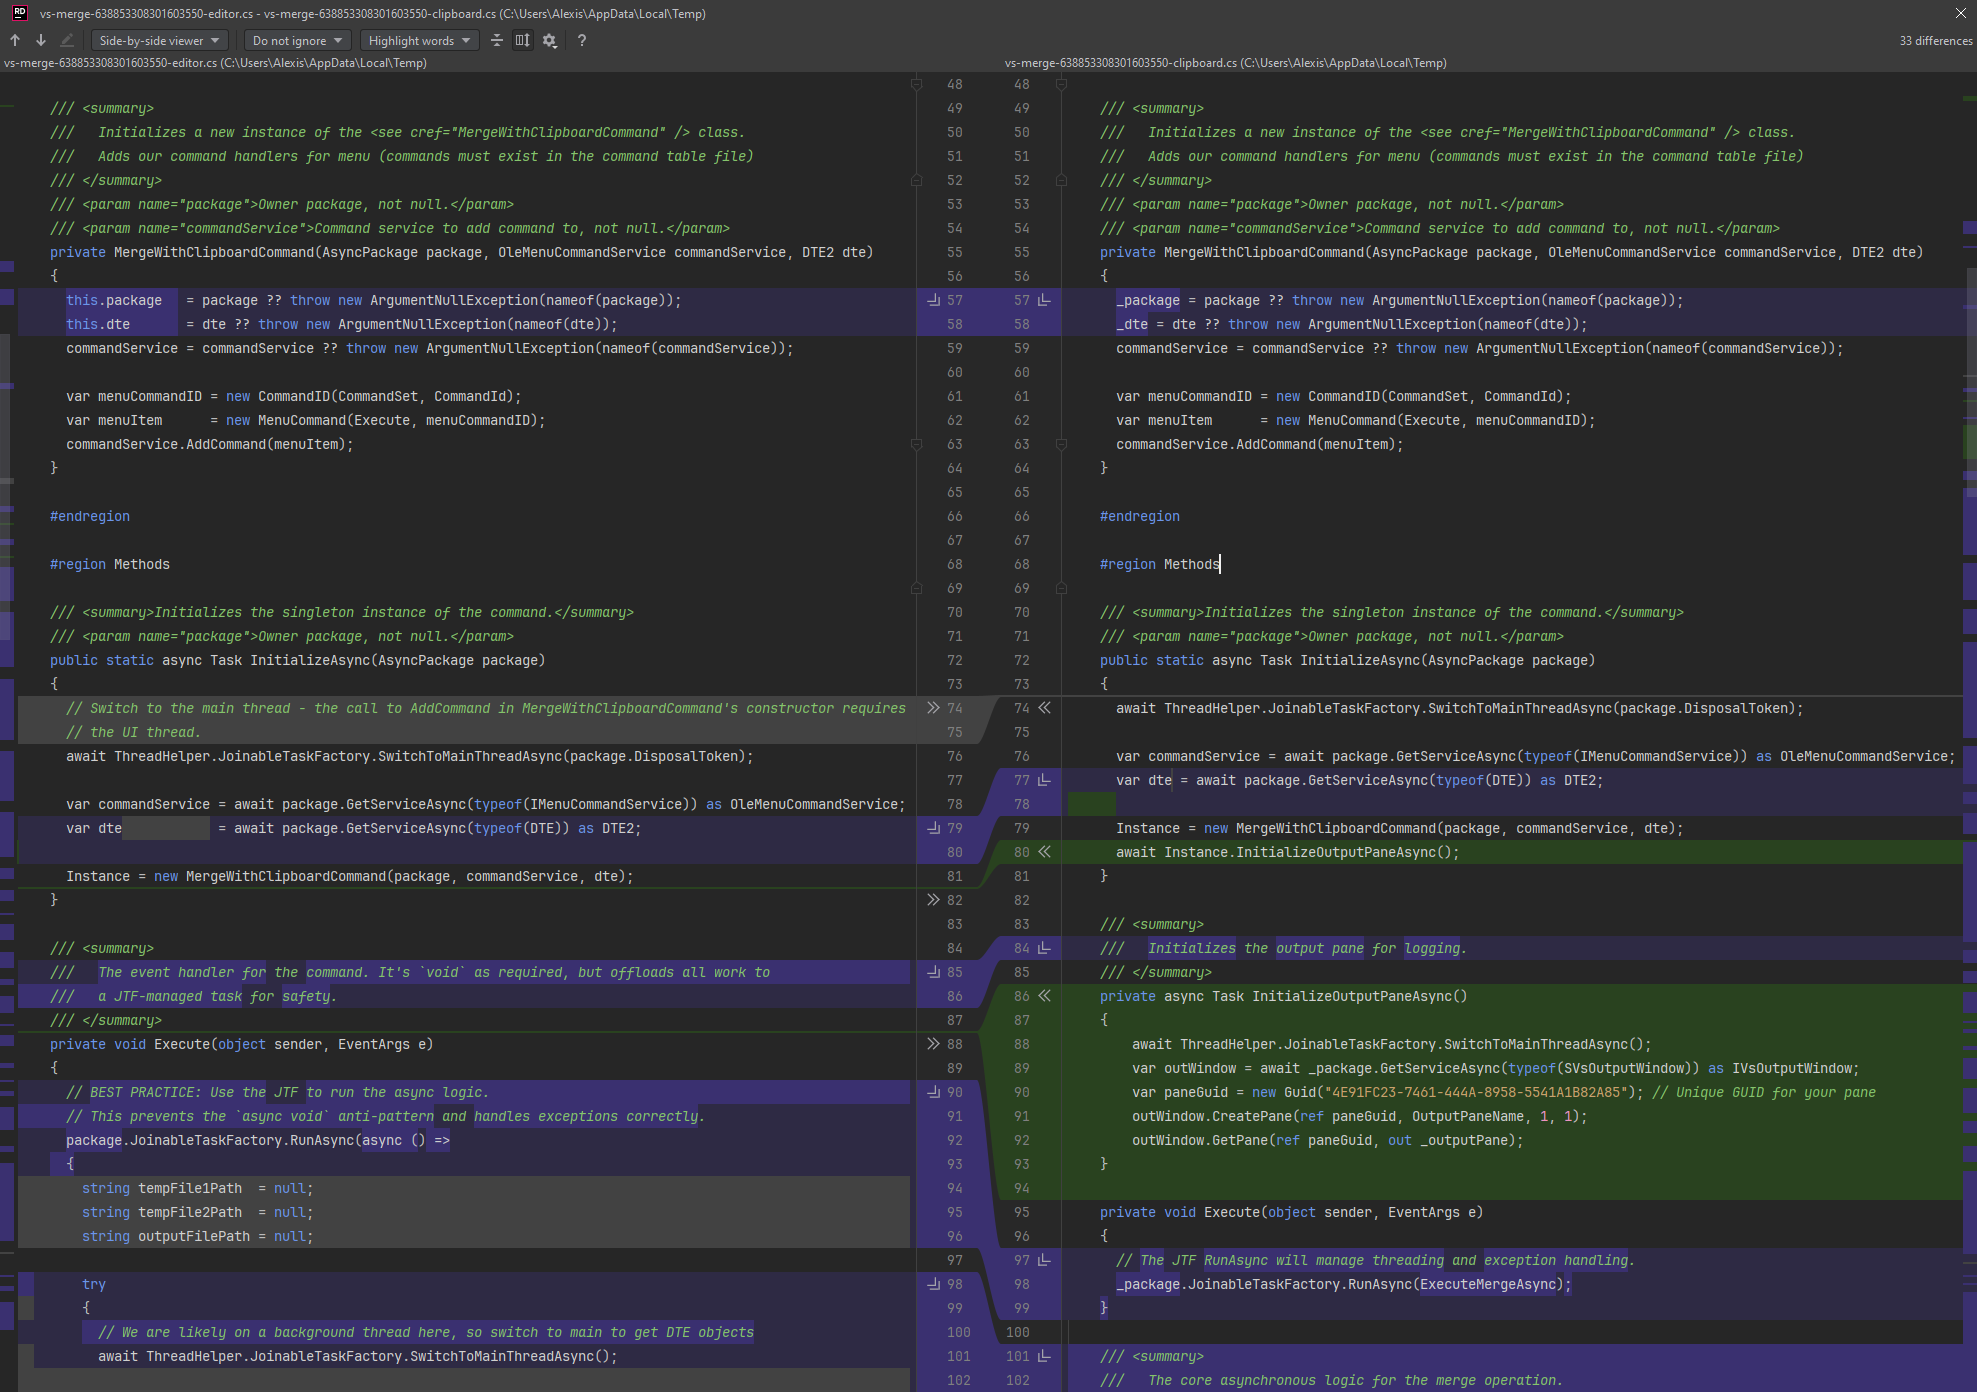 RD vs-merge-638853308301603550-editor.cs - vs-merge-638853308301603550-clipboard.cs (C:\Users\Alexis\AppData\Local\Temp)
Side-by-side viewer Do not ignore Highlight words ? 33 differences
vs-merge-638853308301603550-editor.cs (C:\Users\Alexis\AppData\Local\Temp)
48
49 /// <summary>
50 ///   Initializes a new instance of the <see cref="MergeWithClipboardCommand" /> class.
51 ///   Adds our command handlers for menu (commands must exist in the command table file)
52 /// </summary>
53 /// <param name="package">Owner package, not null.</param>
54 /// <param name="commandService">Command service to add command to, not null.</param>
55 private MergeWithClipboardCommand(AsyncPackage package, OleMenuCommandService commandService, DTE2 dte)
56 {
57   this.package   = package ?? throw new ArgumentNullException(nameof(package));
58   this.dte       = dte ?? throw new ArgumentNullException(nameof(dte));
59   commandService = commandService ?? throw new ArgumentNullException(nameof(commandService));
60
61   var menuCommandID = new CommandID(CommandSet, CommandId);
62   var menuItem      = new MenuCommand(Execute, menuCommandID);
63   commandService.AddCommand(menuItem);
64 }
65
66 #endregion
67
68 #region Methods
69
70 /// <summary>Initializes the singleton instance of the command.</summary>
71 /// <param name="package">Owner package, not null.</param>
72 public static async Task InitializeAsync(AsyncPackage package)
73 {
74   // Switch to the main thread - the call to AddCommand in MergeWithClipboardCommand's constructor requires
75   // the UI thread.
76   await ThreadHelper.JoinableTaskFactory.SwitchToMainThreadAsync(package.DisposalToken);
77
78   var commandService = await package.GetServiceAsync(typeof(IMenuCommandService)) as OleMenuCommandService;
79   var dte            = await package.GetServiceAsync(typeof(DTE)) as DTE2;
80
81   Instance = new MergeWithClipboardCommand(package, commandService, dte);
82 }
83
84 /// <summary>
85 ///   The event handler for the command. It's `void` as required, but offloads all work to
86 ///   a JTF-managed task for safety.
87 /// </summary>
88 private void Execute(object sender, EventArgs e)
89 {
90   // BEST PRACTICE: Use the JTF to run the async logic.
91   // This prevents the `async void` anti-pattern and handles exceptions correctly.
92   package.JoinableTaskFactory.RunAsync(async () =>
93   {
94     string tempFile1Path  = null;
95     string tempFile2Path  = null;
96     string outputFilePath = null;
97
98     try
99     {
100       // We are likely on a background thread here, so switch to main to get DTE objects
101       await ThreadHelper.JoinableTaskFactory.SwitchToMainThreadAsync();
102
vs-merge-638853308301603550-clipboard.cs (C:\Users\Alexis\AppData\Local\Temp)
48
49 /// <summary>
50 ///   Initializes a new instance of the <see cref="MergeWithClipboardCommand" /> class.
51 ///   Adds our command handlers for menu (commands must exist in the command table file)
52 /// </summary>
53 /// <param name="package">Owner package, not null.</param>
54 /// <param name="commandService">Command service to add command to, not null.</param>
55 private MergeWithClipboardCommand(AsyncPackage package, OleMenuCommandService commandService, DTE2 dte)
56 {
57   _package = package ?? throw new ArgumentNullException(nameof(package));
58   _dte = dte ?? throw new ArgumentNullException(nameof(dte));
59   commandService = commandService ?? throw new ArgumentNullException(nameof(commandService));
60
61   var menuCommandID = new CommandID(CommandSet, CommandId);
62   var menuItem      = new MenuCommand(Execute, menuCommandID);
63   commandService.AddCommand(menuItem);
64 }
65
66 #endregion
67
68 #region Methods
69
70 /// <summary>Initializes the singleton instance of the command.</summary>
71 /// <param name="package">Owner package, not null.</param>
72 public static async Task InitializeAsync(AsyncPackage package)
73 {
74   await ThreadHelper.JoinableTaskFactory.SwitchToMainThreadAsync(package.DisposalToken);
75
76   var commandService = await package.GetServiceAsync(typeof(IMenuCommandService)) as OleMenuCommandService;
77   var dte = await package.GetServiceAsync(typeof(DTE)) as DTE2;
78
79   Instance = new MergeWithClipboardCommand(package, commandService, dte);
80   await Instance.InitializeOutputPaneAsync();
81 }
82
83 /// <summary>
84 ///   Initializes the output pane for logging.
85 /// </summary>
86 private async Task InitializeOutputPaneAsync()
87 {
88     await ThreadHelper.JoinableTaskFactory.SwitchToMainThreadAsync();
89     var outWindow = await _package.GetServiceAsync(typeof(SVsOutputWindow)) as IVsOutputWindow;
90     var paneGuid = new Guid("4E91FC23-7461-444A-8958-5541A1B82A85"); // Unique GUID for your pane
91     outWindow.CreatePane(ref paneGuid, OutputPaneName, 1, 1);
92     outWindow.GetPane(ref paneGuid, out _outputPane);
93 }
94
95 private void Execute(object sender, EventArgs e)
96 {
97   // The JTF RunAsync will manage threading and exception handling.
98   _package.JoinableTaskFactory.RunAsync(ExecuteMergeAsync);
99 }
100
101 /// <summary>
102 ///   The core asynchronous logic for the merge operation.